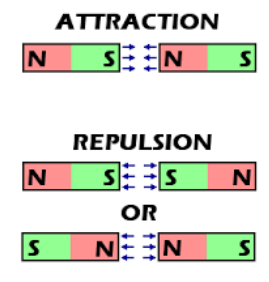 ATTRACTION
N S N S
REPULSION
N S S N
OR
S N N S